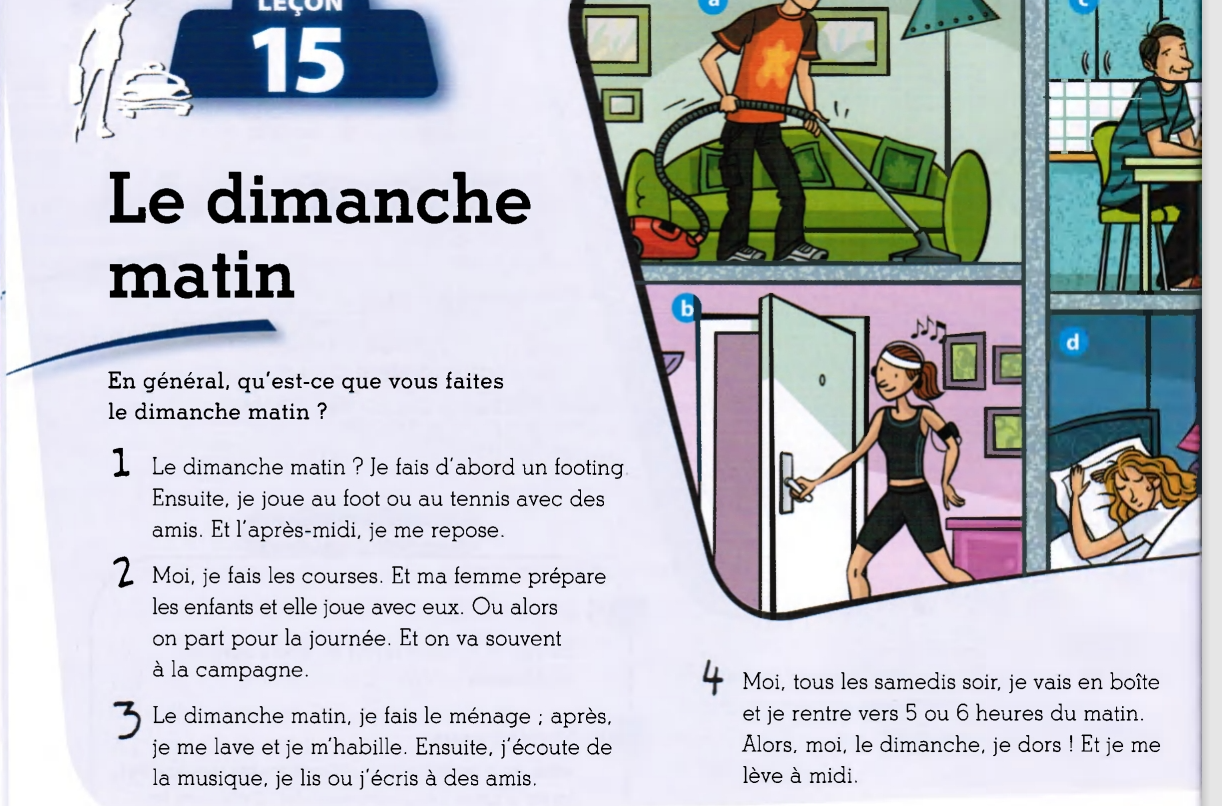 LEÇON
15
Le dimanche
matin
En général, qu'est-ce que vous faites
le dimanche matin ?
1 Le dimanche matin ? Je fais d'abord un footing.
Ensuite, je joue au foot ou au tennis avec des
amis. Et l'après-midi, je me repose.
2 Moi, je fais les courses. Et ma femme prépare
les enfants et elle joue avec eux. Ou alors
on part pour la journée. Et on va souvent
à la campagne.
3 Le dimanche matin, je fais le ménage ; après,
je me lave et je m'habille. Ensuite, j'écoute de
la musique, je lis ou j'écris à des amis.
a
c
b
d
4 Moi, tous les samedis soir, je vais en boîte
et je rentre vers 5 ou 6 heures du matin.
Alors, moi, le dimanche, je dors ! Et je me
lève à midi.